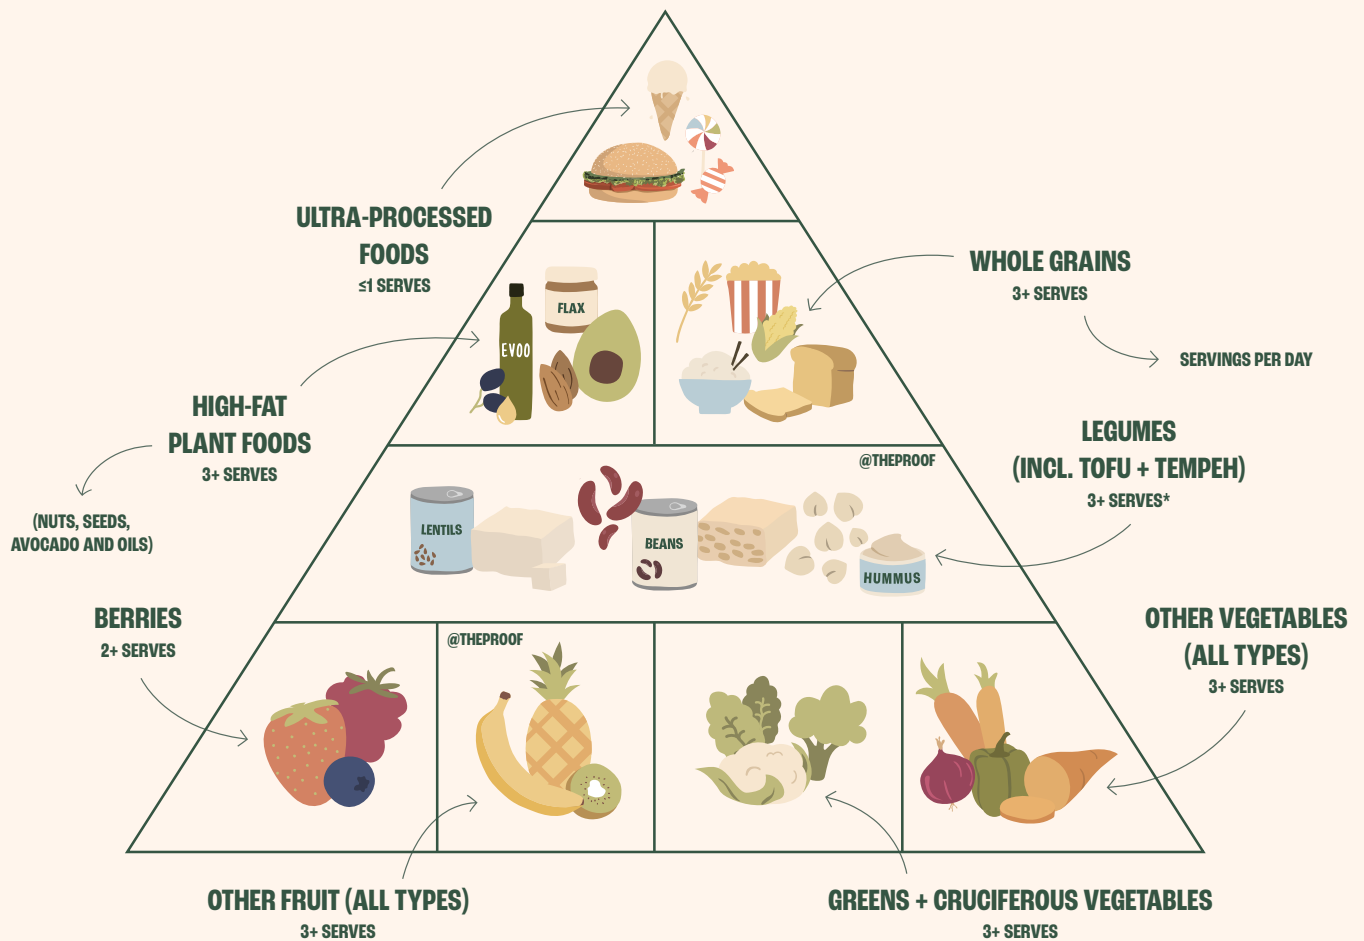 ULTRA-PROCESSED
FOODS
≤1 SERVES
WHOLE GRAINS
3+ SERVES
SERVINGS PER DAY
FLAX
EVOO
HIGH-FAT
PLANT FOODS
3+ SERVES
(NUTS, SEEDS,
AVOCADO AND OILS)
LEGUMES
(INCL. TOFU + TEMPEH)
3+ SERVES*
@THEPROOF
LENTILS
BEANS
HUMMUS
BERRIES
2+ SERVES
@THEPROOF
OTHER VEGETABLES
(ALL TYPES)
3+ SERVES
OTHER FRUIT (ALL TYPES)
3+ SERVES
GREENS + CRUCIFEROUS VEGETABLES
3+ SERVES